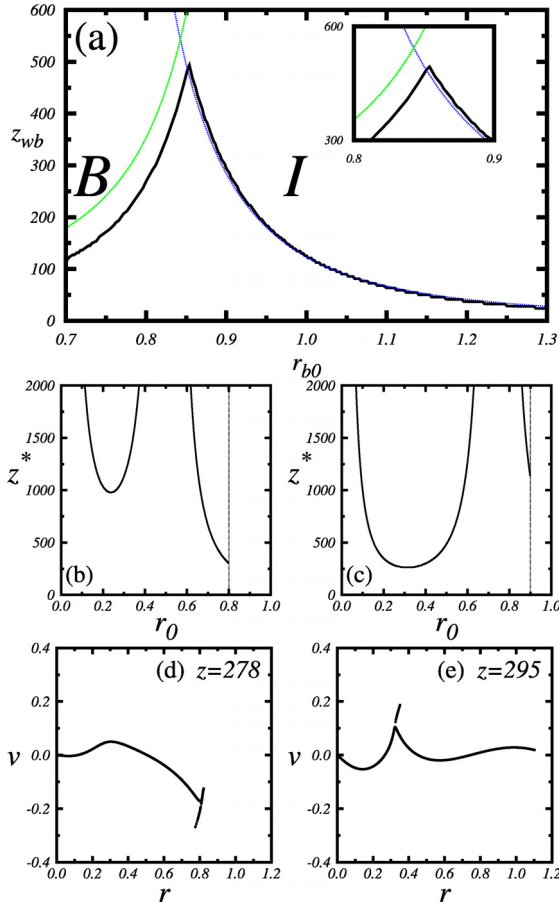 600
(a)
500
z_wb
400
300
B
I
200
100
0
0.7 0.8 0.9 1.0 1.1 1.2 1.3
r_b0
600
300
0.8 0.9
2000
z*
1500
1000
500
0
(b)
0.0 0.2 0.4 0.6 0.8 1.0
r_0
2000
z*
1500
1000
500
0
(c)
0.0 0.2 0.4 0.6 0.8 1.0
r_0
0.4
(d) z=278
0.2
v
0.0
-0.2
-0.4
0.0 0.2 0.4 0.6 0.8 1.0 1.2
r
0.4
(e) z=295
0.2
v
0.0
-0.2
-0.4
0.0 0.2 0.4 0.6 0.8 1.0 1.2
r